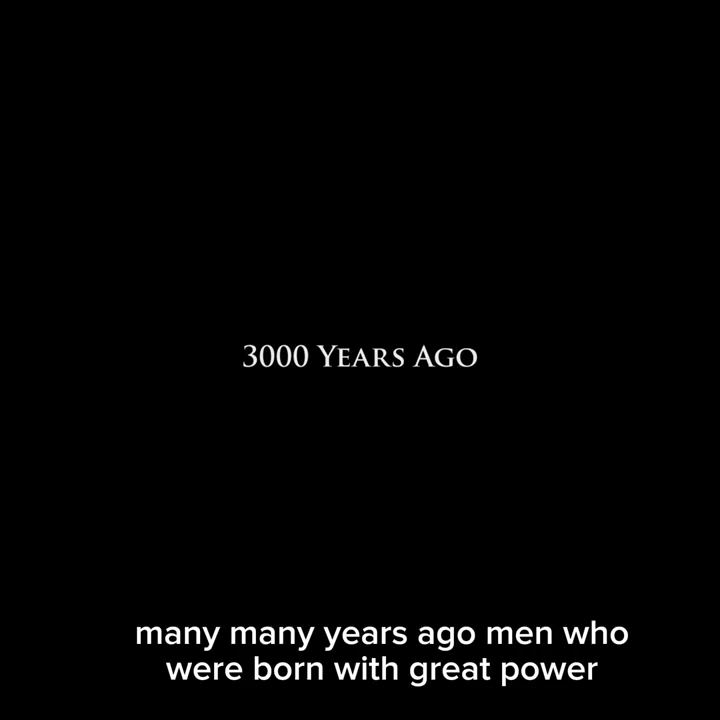 3000 Years Ago
many many years ago men who
were born with great power